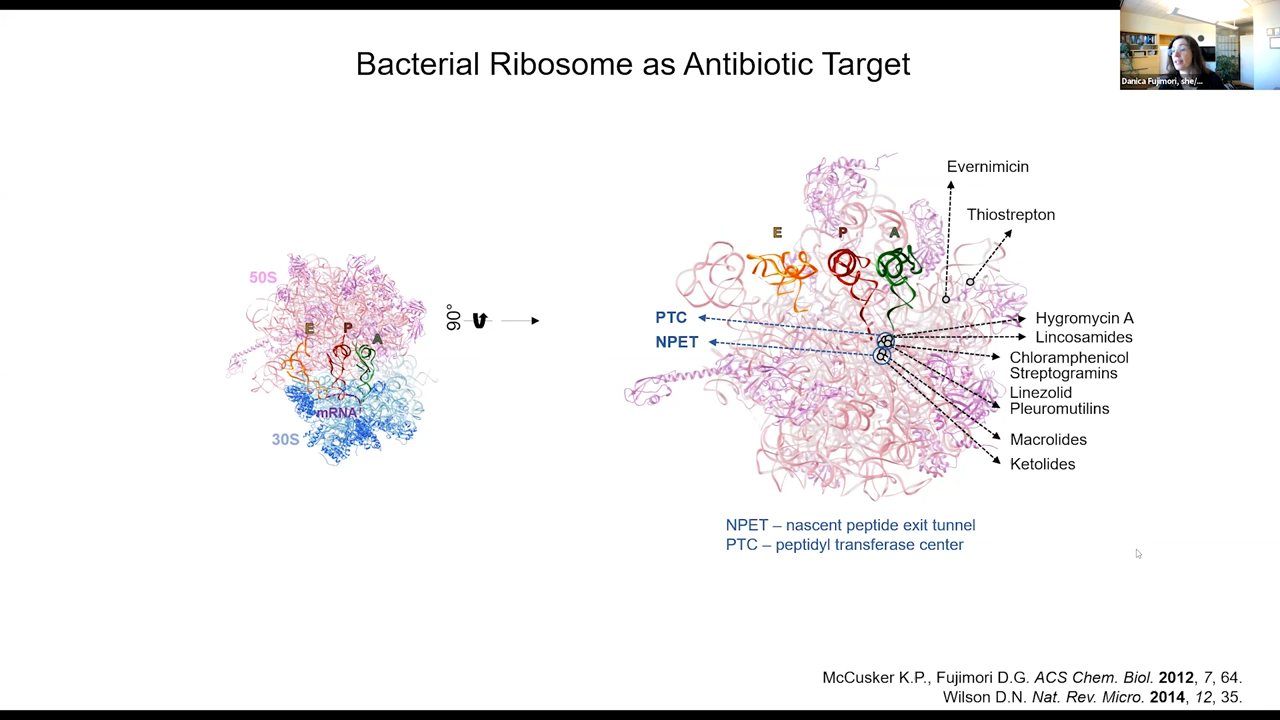 Bacterial Ribosome as Antibiotic Target
Danica Fujimori, she/...
50S
E
P
A
mRNA
30S
90°
E
P
A
PTC
NPET
Evernimicin
Thiostrepton
Hygromycin A
Lincosamides
Chloramphenicol
Streptogramins
Linezolid
Pleuromutilins
Macrolides
Ketolides
NPET – nascent peptide exit tunnel
PTC – peptidyl transferase center
McCusker K.P., Fujimori D.G. ACS Chem. Biol. 2012, 7, 64.
Wilson D.N. Nat. Rev. Micro. 2014, 12, 35.